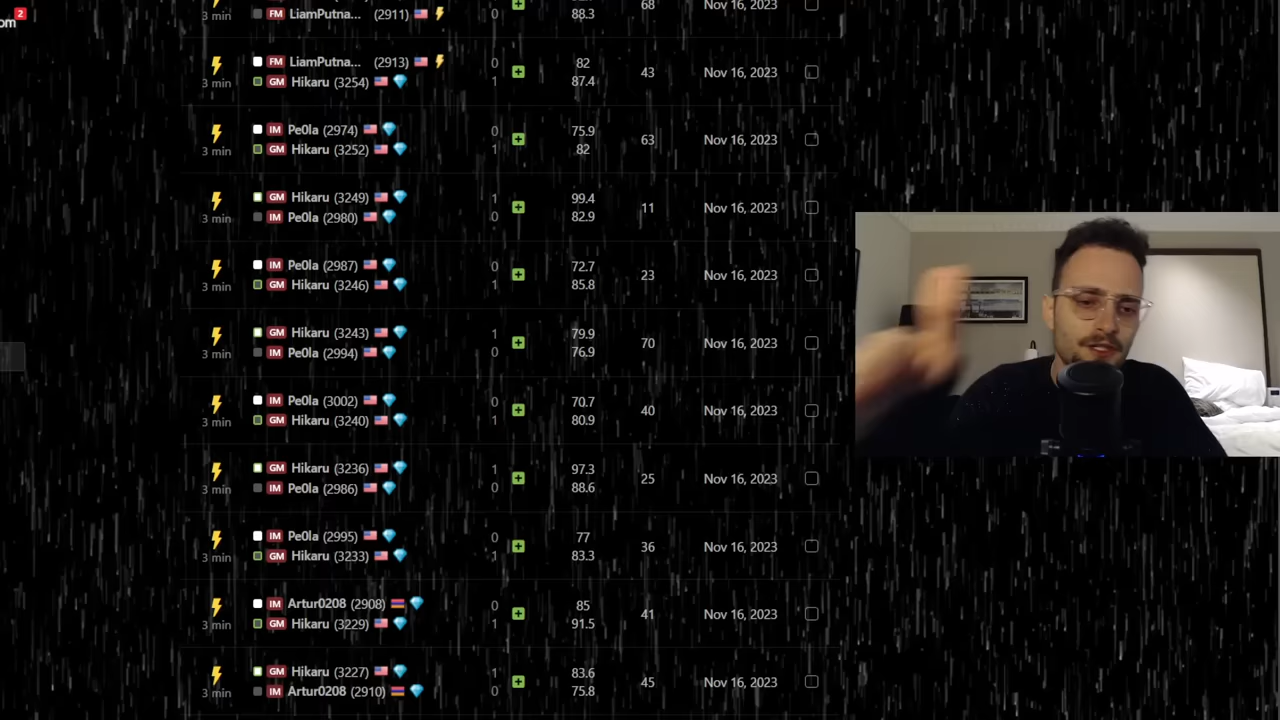 2
om
68
FM LiamPutna... (2911) 0 88.3
3 min
FM LiamPutna... (2913) 0 82
3 min 43 Nov 16, 2023
GM Hikaru (3254) 1 87.4
IM Pe0la (2974) 0 75.9
3 min 63 Nov 16, 2023
GM Hikaru (3252) 1 82
GM Hikaru (3249) 1 99.4
3 min 11 Nov 16, 2023
IM Pe0la (2980) 0 82.9
IM Pe0la (2987) 0 72.7
3 min 23 Nov 16, 2023
GM Hikaru (3246) 1 85.8
GM Hikaru (3243) 1 79.9
3 min 70 Nov 16, 2023
IM Pe0la (2994) 0 76.9
IM Pe0la (3002) 0 70.7
3 min 40 Nov 16, 2023
GM Hikaru (3240) 1 80.9
GM Hikaru (3236) 1 97.3
3 min 25 Nov 16, 2023
IM Pe0la (2986) 0 88.6
IM Pe0la (2995) 0 77
3 min 36 Nov 16, 2023
GM Hikaru (3233) 1 83.3
IM Artur0208 (2908) 0 85
3 min 41 Nov 16, 2023
GM Hikaru (3229) 1 91.5
GM Hikaru (3227) 1 83.6
3 min 45 Nov 16, 2023
IM Artur0208 (2910) 0 75.8